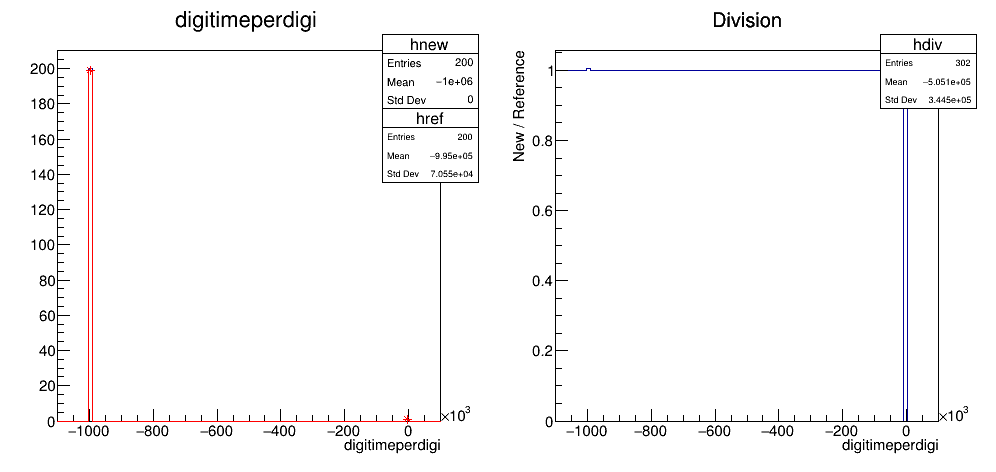 digitimeperdigi
hnew
Entries 200
Mean −1e+06
Std Dev 0
href
Entries 200
Mean −9.95e+05
Std Dev 7.055e+04
200
180
160
140
120
100
80
60
40
20
0
−1000 −800 −600 −400 −200 0
×10³
digitimeperdigi
Division
hdiv
Entries 302
Mean −5.051e+05
Std Dev 3.445e+05
New / Reference
1
0.8
0.6
0.4
0.2
0
−1000 −800 −600 −400 −200 0
×10³
digitimeperdigi